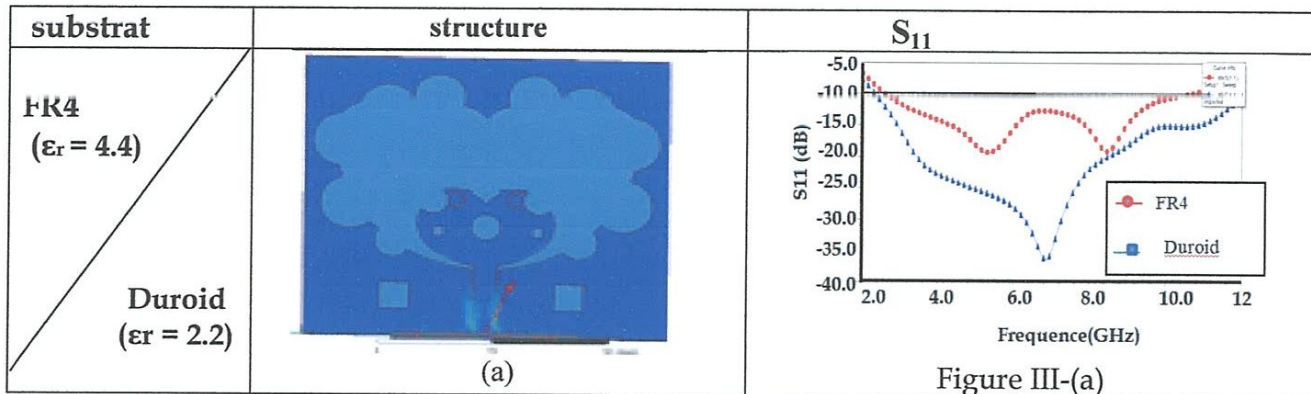 substrat
structure
S11
FR4
(εr = 4.4)
Duroid
(εr = 2.2)
(a)
-5.0
-10.0
-15.0
-20.0
-25.0
-30.0
-35.0
-40.0
S11 (dB)
2.0 4.0 6.0 8.0 10.0 12
Frequence(GHz)
FR4
Duroid
Figure III-(a)